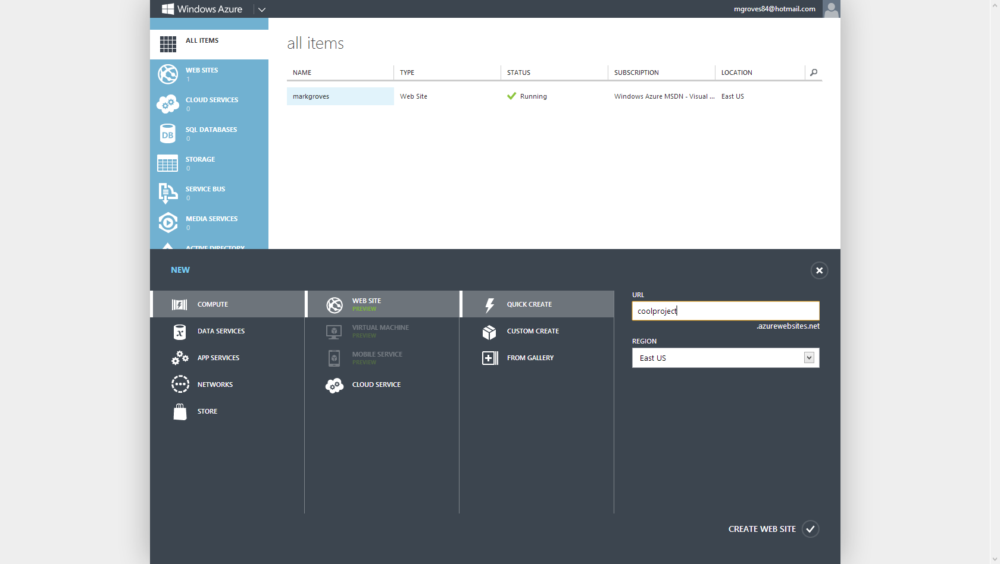 Windows Azure
mgroves84@hotmail.com
ALL ITEMS
WEB SITES
1
CLOUD SERVICES
0
SQL DATABASES
0
DB
STORAGE
0
SERVICE BUS
0
MEDIA SERVICES
0
ACTIVE DIRECTORY
all items
NAME TYPE STATUS SUBSCRIPTION LOCATION
markgroves Web Site Running Windows Azure MSDN - Visual ... East US
NEW
COMPUTE
DATA SERVICES
x
APP SERVICES
NETWORKS
STORE
WEB SITE
PREVIEW
VIRTUAL MACHINE
PREVIEW
MOBILE SERVICE
PREVIEW
CLOUD SERVICE
QUICK CREATE
CUSTOM CREATE
FROM GALLERY
URL
coolproject
.azurewebsites.net
REGION
East US
CREATE WEB SITE